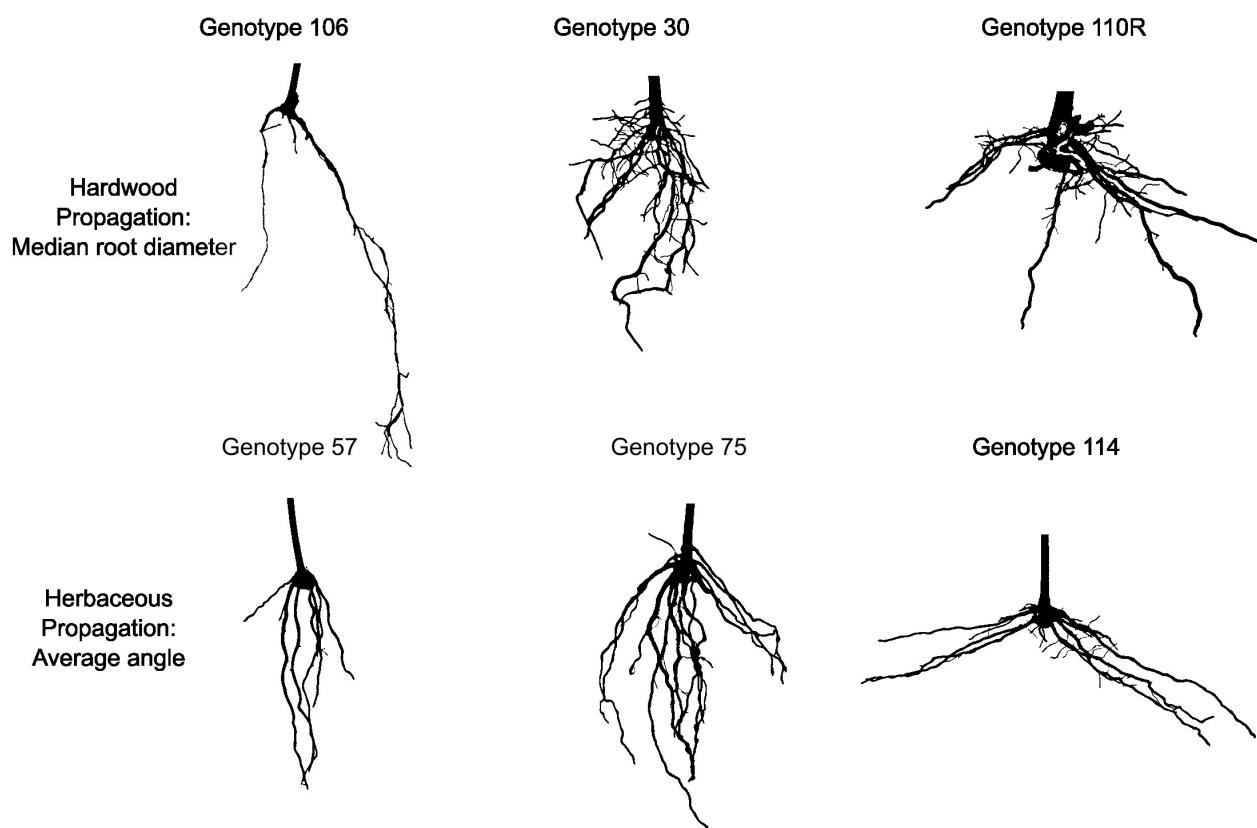 Genotype 106
Genotype 30
Genotype 110R
Hardwood
Propagation:
Median root diameter
Genotype 57
Genotype 75
Genotype 114
Herbaceous
Propagation:
Average angle